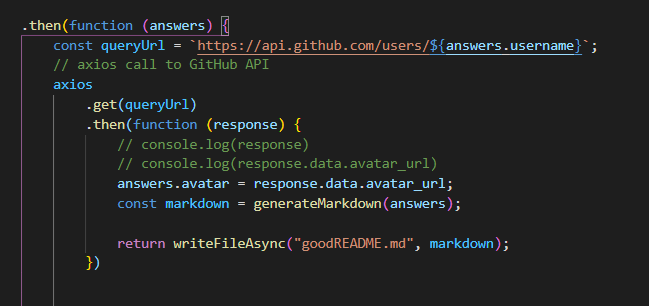 .then(function (answers) {
const queryUrl = `https://api.github.com/users/${answers.username}`;
// axios call to GitHub API
axios
.get(queryUrl)
.then(function (response) {
// console.log(response)
// console.log(response.data.avatar_url)
answers.avatar = response.data.avatar_url;
const markdown = generateMarkdown(answers);
return writeFileAsync("goodREADME.md", markdown);
})